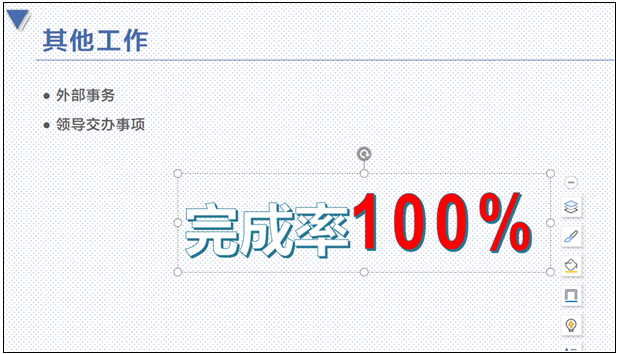 其他工作
● 外部事务
● 领导交办事项
完成率100%